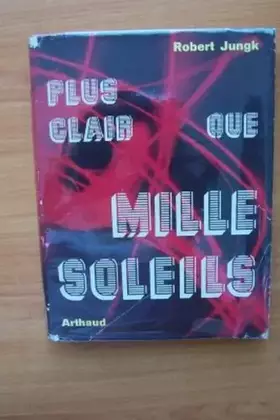 Robert Jungk
PLUS
CLAIR QUE
MILLE
SOLEILS
Arthaud